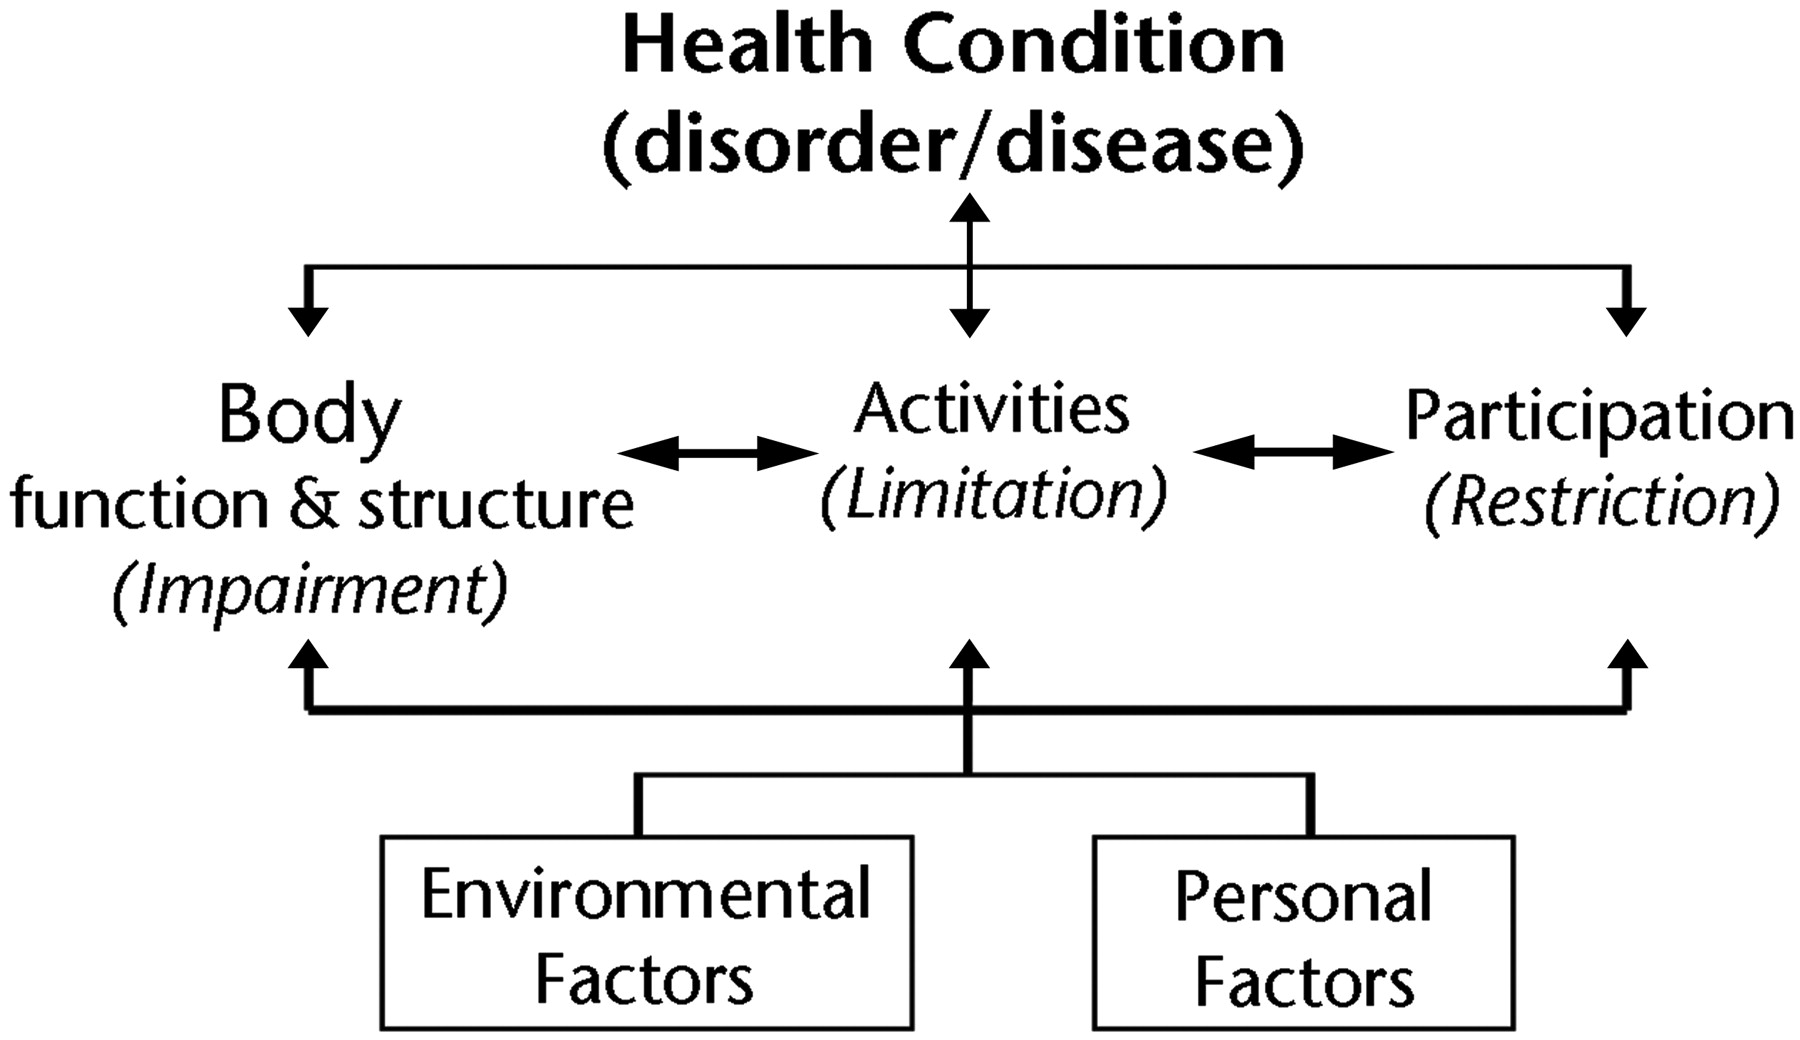 Health Condition
(disorder/disease)
Body
function & structure
(Impairment)
Activities
(Limitation)
Participation
(Restriction)
Environmental
Factors
Personal
Factors